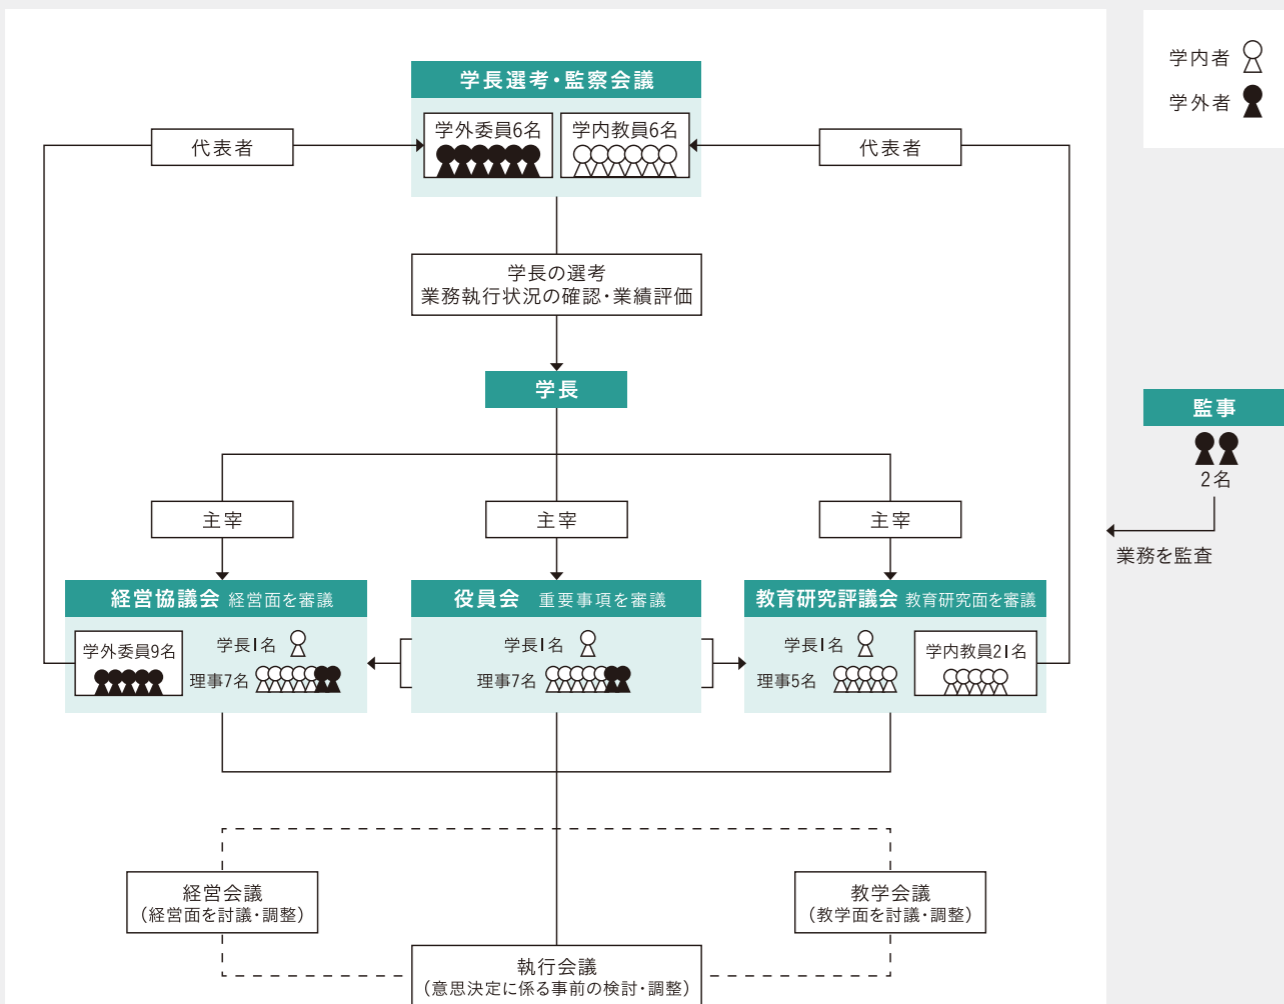 学内者
学外者
学長選考・監察会議
学外委員6名
学内教員6名
代表者
代表者
学長の選考
業務執行状況の確認・業績評価
学長
監事
2名
業務を監査
主宰
主宰
主宰
経営協議会 経営面を審議
学外委員9名
学長1名
理事7名
役員会 重要事項を審議
学長1名
理事7名
教育研究評議会 教育研究面を審議
学長1名
理事5名
学内教員21名
経営会議
(経営面を討議・調整)
教学会議
(教学面を討議・調整)
執行会議
(意思決定に係る事前の検討・調整)